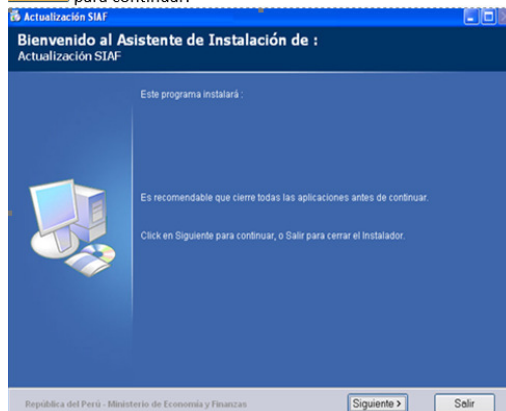 para continuar.
Actualización SIAF
Bienvenido al Asistente de Instalación de :
Actualización SIAF
Este programa instalará :
Es recomendable que cierre todas las aplicaciones antes de continuar.
Click en Siguiente para continuar, o Salir para cerrar el Instalador.
República del Perú - Ministerio de Economía y Finanzas
Siguiente >
Salir